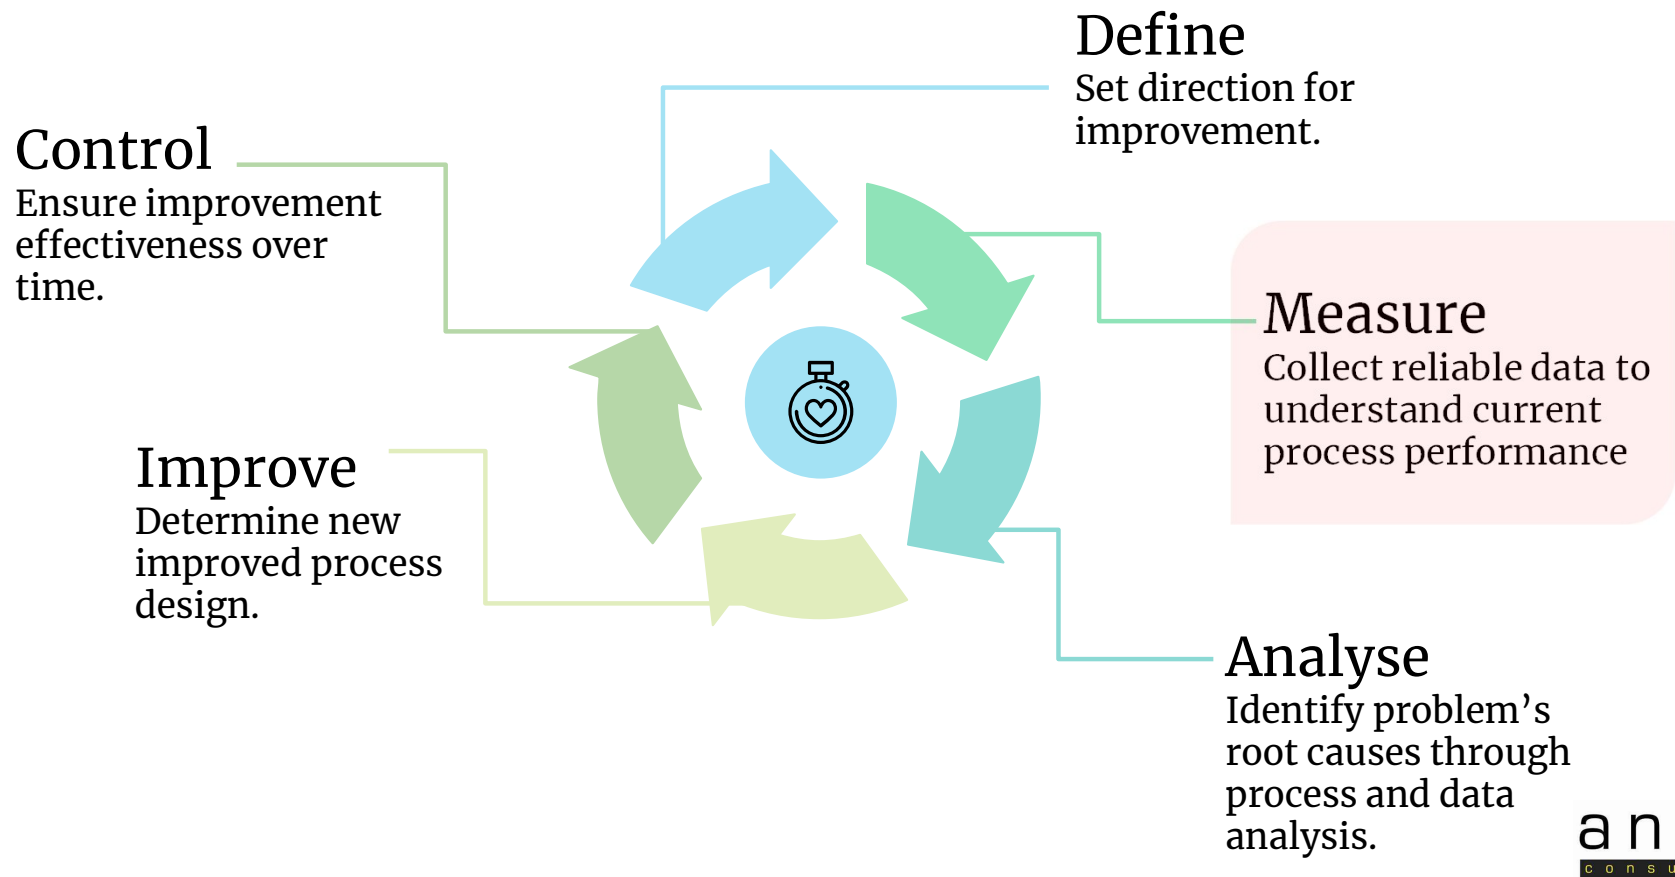 Define
Set direction for
improvement.
Control
Ensure improvement
effectiveness over
time.
Measure
Collect reliable data to
understand current
process performance
Improve
Determine new
improved process
design.
Analyse
Identify problem’s
root causes through
process and data
analysis.